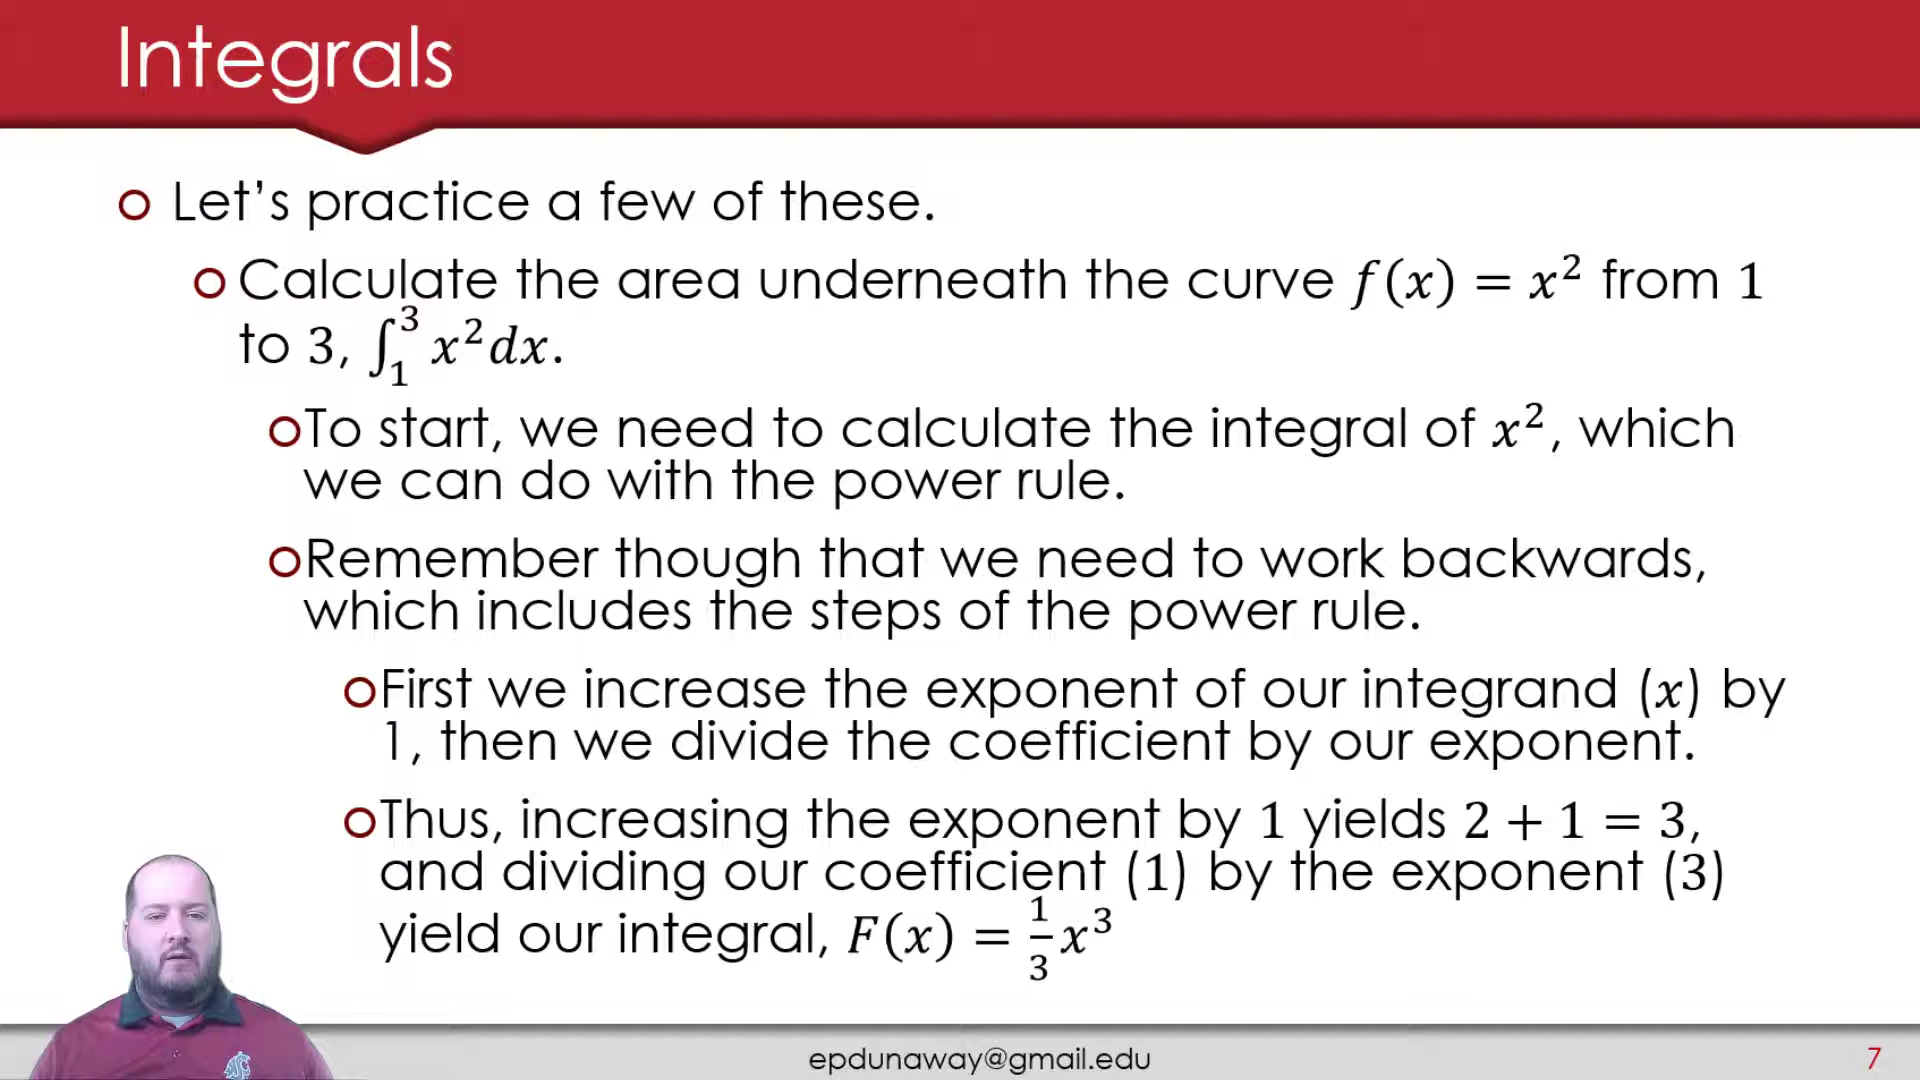 Integrals
Let's practice a few of these.
Calculate the area underneath the curve f(x) = x² from 1
to 3, ∫₁³ x²dx.
To start, we need to calculate the integral of x², which
we can do with the power rule.
Remember though that we need to work backwards,
which includes the steps of the power rule.
First we increase the exponent of our integrand (x) by
1, then we divide the coefficient by our exponent.
Thus, increasing the exponent by 1 yields 2 + 1 = 3,
and dividing our coefficient (1) by the exponent (3)
yield our integral, F(x) = 1/3 x³
epdunaway@gmail.edu
7